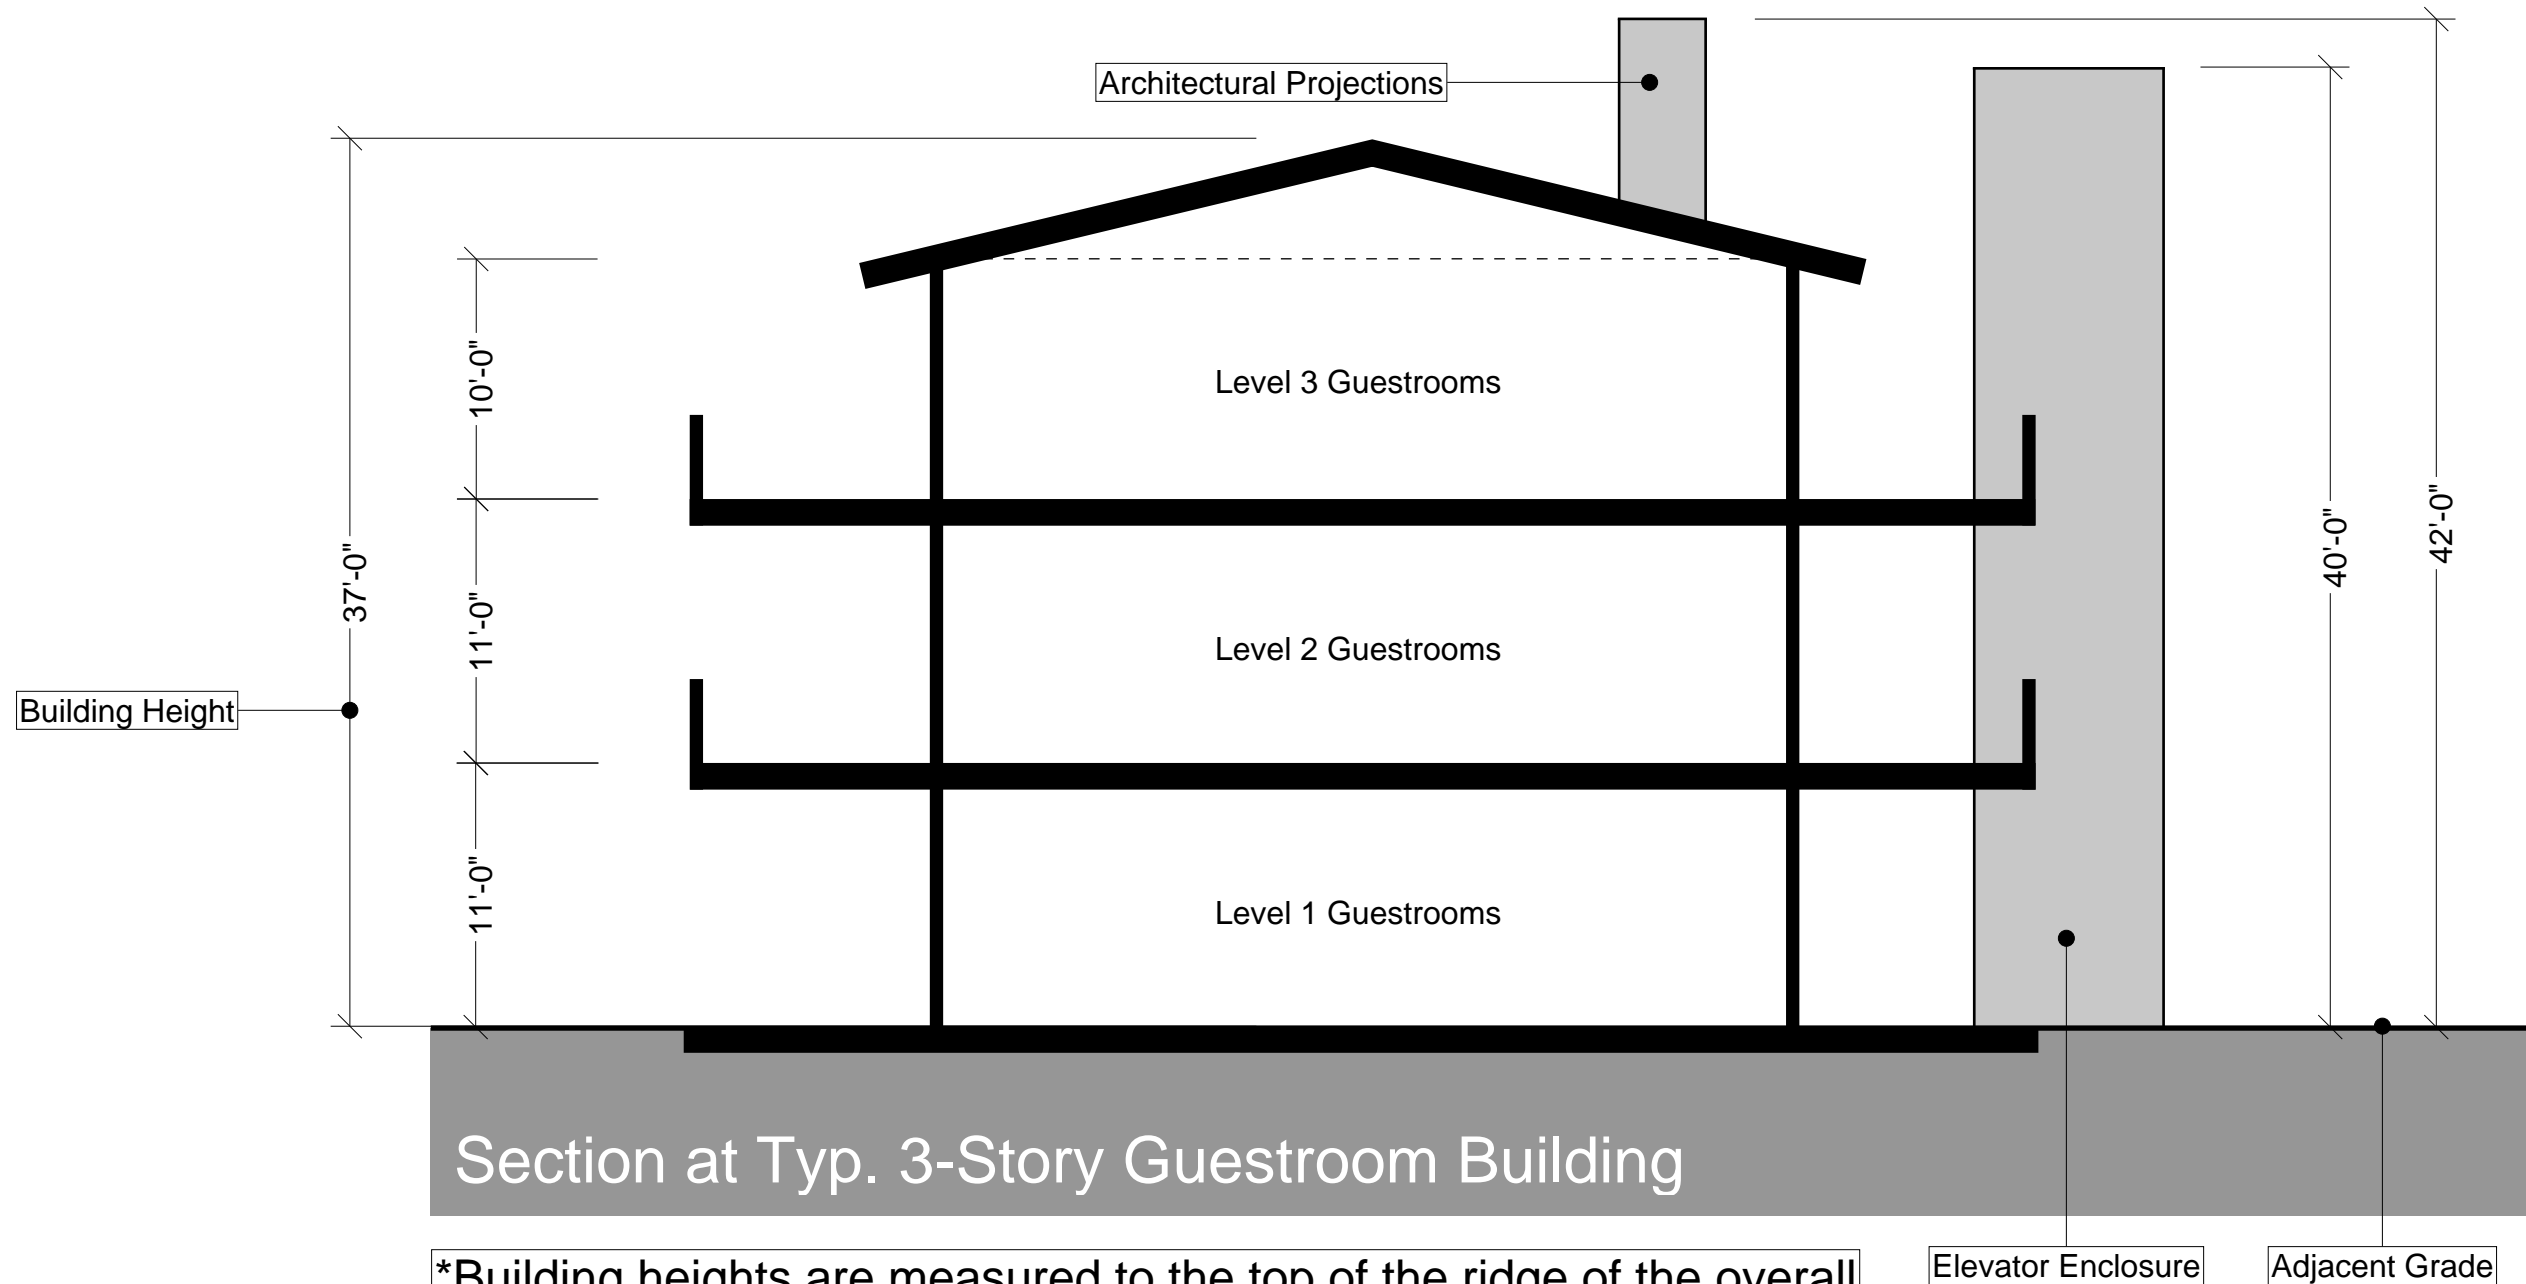 Architectural Projections
10'-0"
Level 3 Guestrooms
37'-0"
11'-0"
40'-0"
42'-0"
Level 2 Guestrooms
Building Height
11'-0"
Level 1 Guestrooms
Section at Typ. 3-Story Guestroom Building
*Building heights are measured to the top of the ridge of the overall
Elevator Enclosure
Adjacent Grade